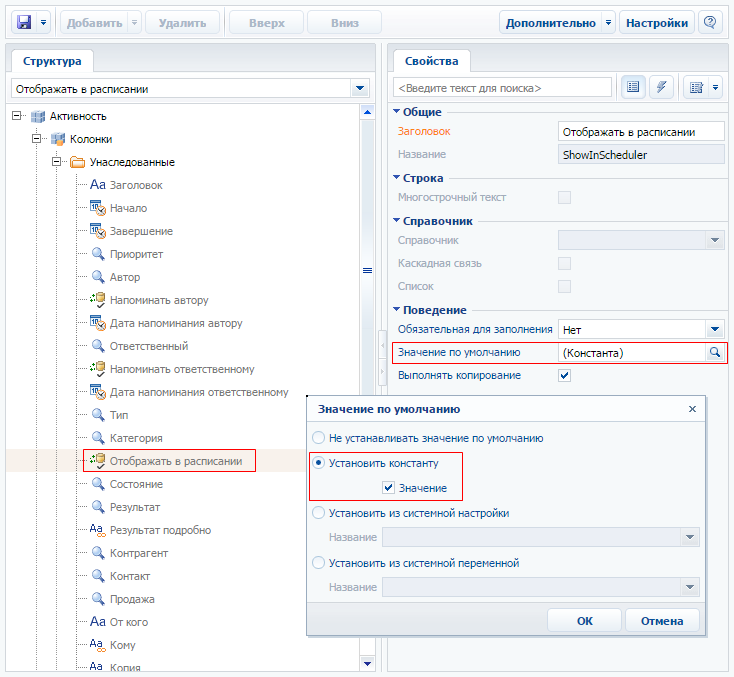 Добавить
Удалить
Вверх
Вниз
Дополнительно
Настройки
Структура
Отображать в расписании
Активность
Колонки
Унаследованные
Aa Заголовок
Начало
Завершение
Приоритет
Автор
Напоминать автору
Дата напоминания автору
Ответственный
Напоминать ответственному
Дата напоминания ответственному
Тип
Категория
Отображать в расписании
Состояние
Результат
Aa Результат подробно
Контрагент
Контакт
Продажа
Aa От кого
Aa Кому
Aa Копия
Свойства
<Введите текст для поиска>
Общие
Заголовок Отображать в расписании
Название ShowInScheduler
Строка
Многострочный текст
Справочник
Справочник
Каскадная связь
Список
Поведение
Обязательная для заполнения Нет
Значение по умолчанию (Константа)
Выполнять копирование
Значение по умолчанию
Не устанавливать значение по умолчанию
Установить константу
Значение
Установить из системной настройки
Название
Установить из системной переменной
Название
ОК
Отмена